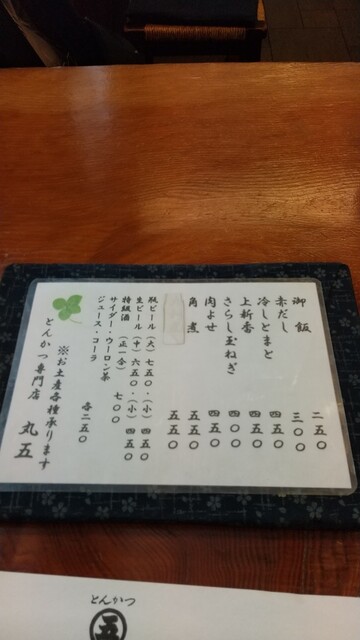 御飯 二五〇
赤だし 三〇〇
冷しとまと 四五〇
上新香 四五〇
さらし玉ねぎ 四〇〇
肉よせ 四五〇
角煮 五五〇
五五〇
瓶ビール(大)七五〇・(小)四五〇
生ビール(中)六五〇・(小)四五〇
特級酒(正一合) 七〇〇
サイダー・ウーロン茶
ジュース・コーラ 各二五〇
※お土産各種承ります
とんかつ専門店 丸五
とんかつ
五